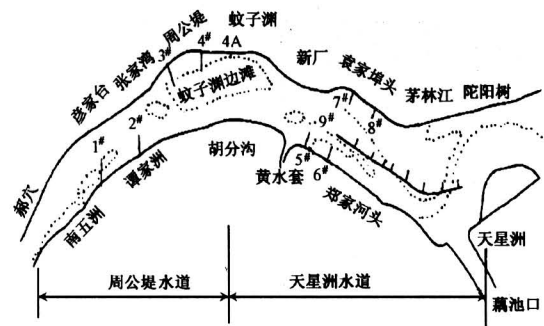 周公堤
蚊子渊
张家湾
3#
4#
4A
新厂
袁家埠头
茅林江
陀阳树
彦家台
蚊子渊边滩
7#
8#
9#
1#
2#
胡分沟
5#
6#
黄水套
郑家河头
谭家洲
郝穴
南五洲
天星洲
周公堤水道
天星洲水道
藕池口